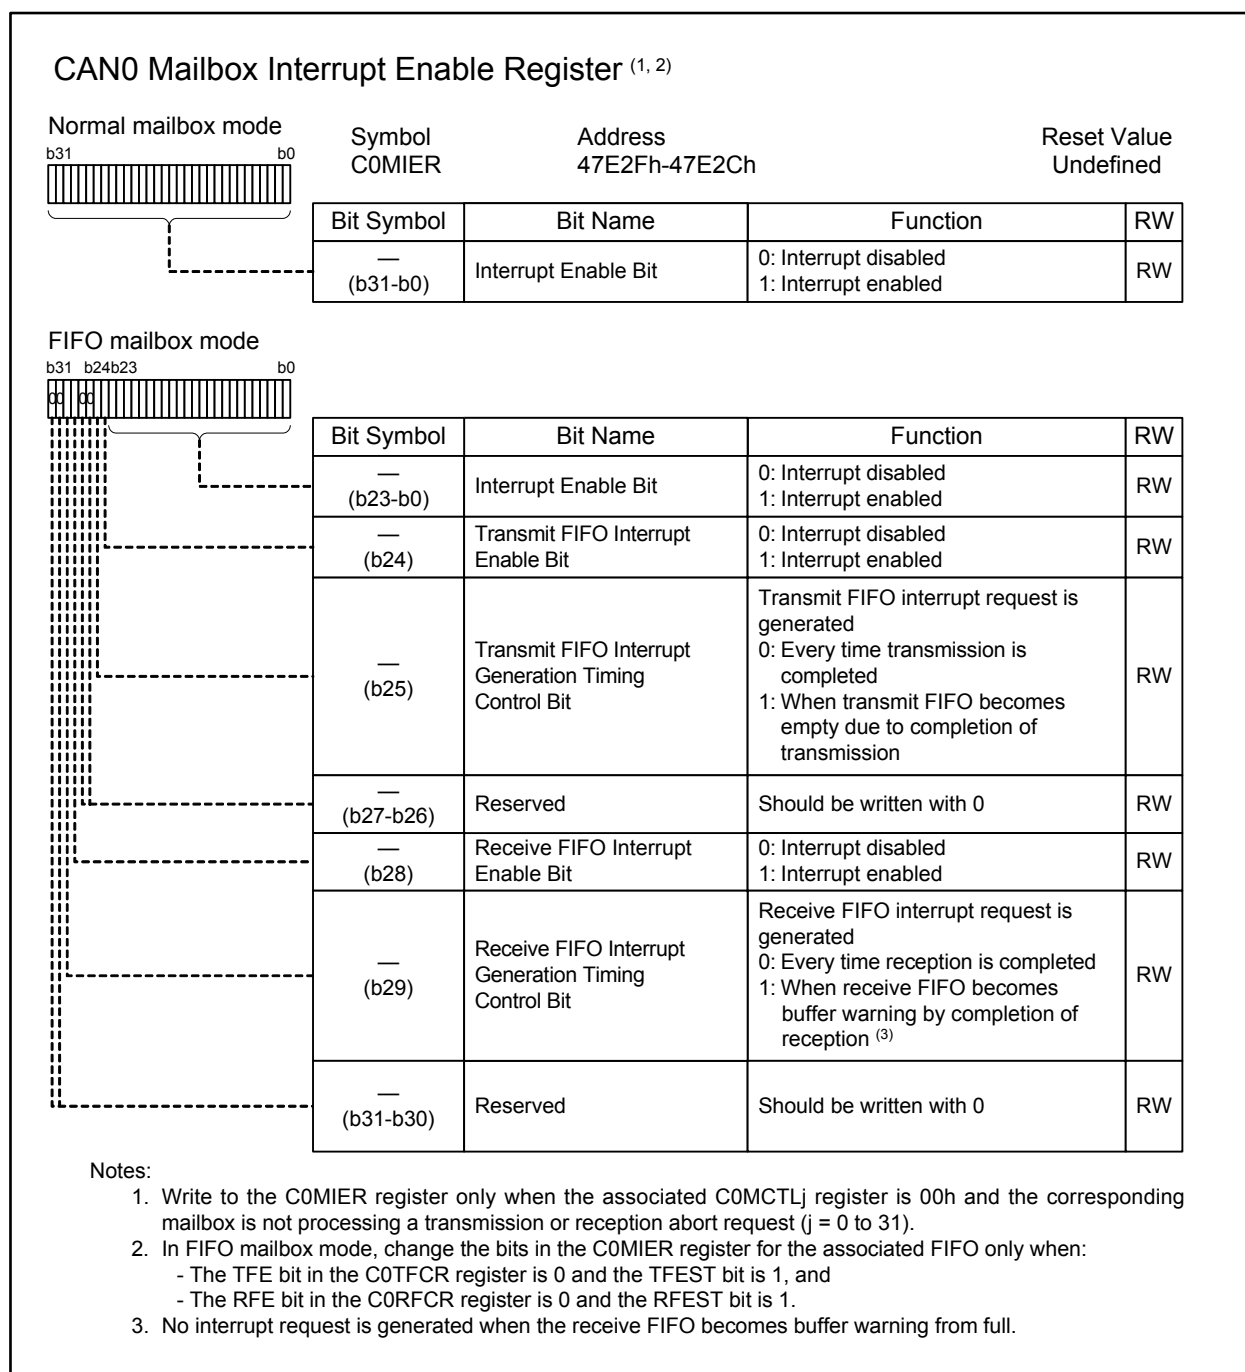 CAN0 Mailbox Interrupt Enable Register (1, 2)
Normal mailbox mode
b31 b0
Symbol Address Reset Value
C0MIER 47E2Fh-47E2Ch Undefined
Bit Symbol Bit Name Function RW
—
(b31-b0)
Interrupt Enable Bit
0: Interrupt disabled
1: Interrupt enabled
RW
FIFO mailbox mode
b31 b24 b23 b0
0 0 0 0
Bit Symbol Bit Name Function RW
—
(b23-b0)
Interrupt Enable Bit
0: Interrupt disabled
1: Interrupt enabled
RW
—
(b24)
Transmit FIFO Interrupt
Enable Bit
0: Interrupt disabled
1: Interrupt enabled
RW
—
(b25)
Transmit FIFO Interrupt
Generation Timing
Control Bit
Transmit FIFO interrupt request is
generated
0: Every time transmission is
completed
1: When transmit FIFO becomes
empty due to completion of
transmission
RW
—
(b27-b26)
Reserved
Should be written with 0
RW
—
(b28)
Receive FIFO Interrupt
Enable Bit
0: Interrupt disabled
1: Interrupt enabled
RW
—
(b29)
Receive FIFO Interrupt
Generation Timing
Control Bit
Receive FIFO interrupt request is
generated
0: Every time reception is completed
1: When receive FIFO becomes
buffer warning by completion of
reception (3)
RW
—
(b31-b30)
Reserved
Should be written with 0
RW
Notes:
1. Write to the C0MIER register only when the associated C0MCTLj register is 00h and the corresponding
mailbox is not processing a transmission or reception abort request (j = 0 to 31).
2. In FIFO mailbox mode, change the bits in the C0MIER register for the associated FIFO only when:
- The TFE bit in the C0TFCR register is 0 and the TFEST bit is 1, and
- The RFE bit in the C0RFCR register is 0 and the RFEST bit is 1.
3. No interrupt request is generated when the receive FIFO becomes buffer warning from full.